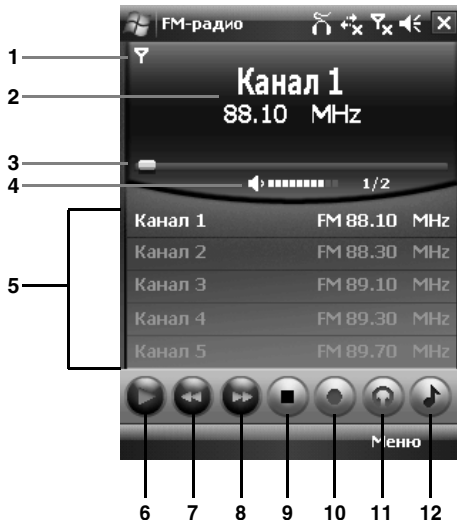 FM-радио
1
2
Канал 1
88.10 MHz
3
4
1/2
5
Канал 1 FM 88.10 MHz
Канал 2 FM 88.30 MHz
Канал 3 FM 89.10 MHz
Канал 4 FM 89.30 MHz
Канал 5 FM 89.70 MHz
Меню
6 7 8 9 10 11 12